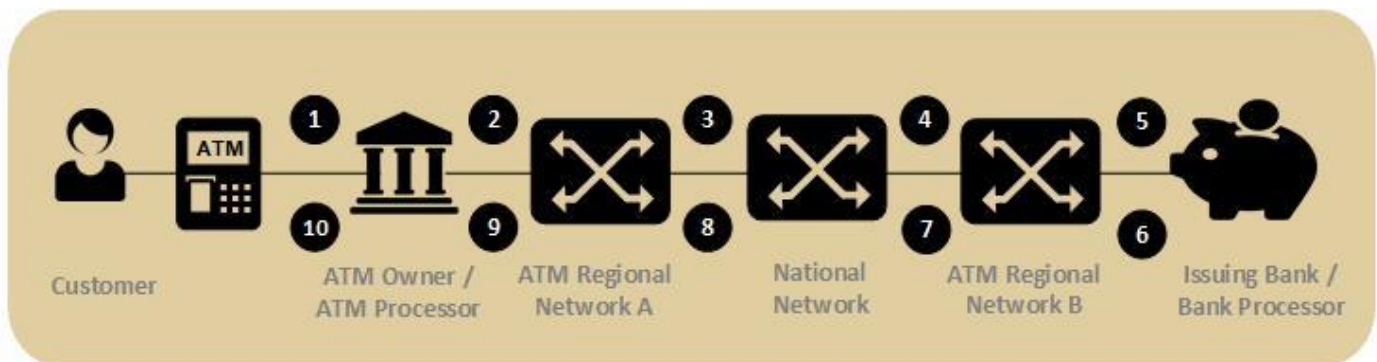 1
2
3
4
5
ATM
10
9
8
7
6
Customer
ATM Owner /
ATM Processor
ATM Regional
Network A
National
Network
ATM Regional
Network B
Issuing Bank /
Bank Processor